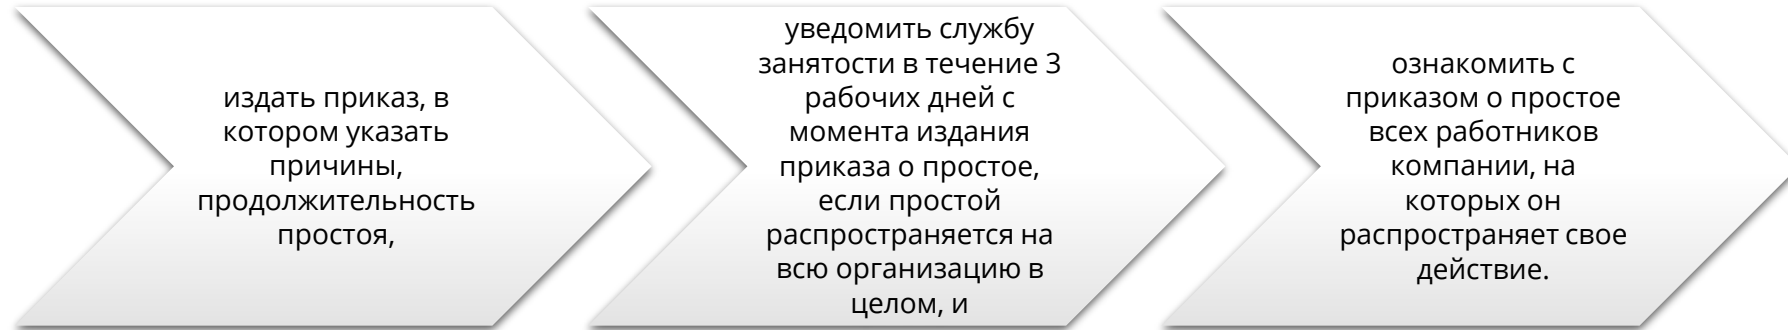 издать приказ, в
котором указать
причины,
продолжительность
простоя,
уведомить службу
занятости в течение 3
рабочих дней с
момента издания
приказа о простое,
если простой
распространяется на
всю организацию в
целом, и
ознакомить с
приказом о простое
всех работников
компании, на
которых он
распространяет свое
действие.